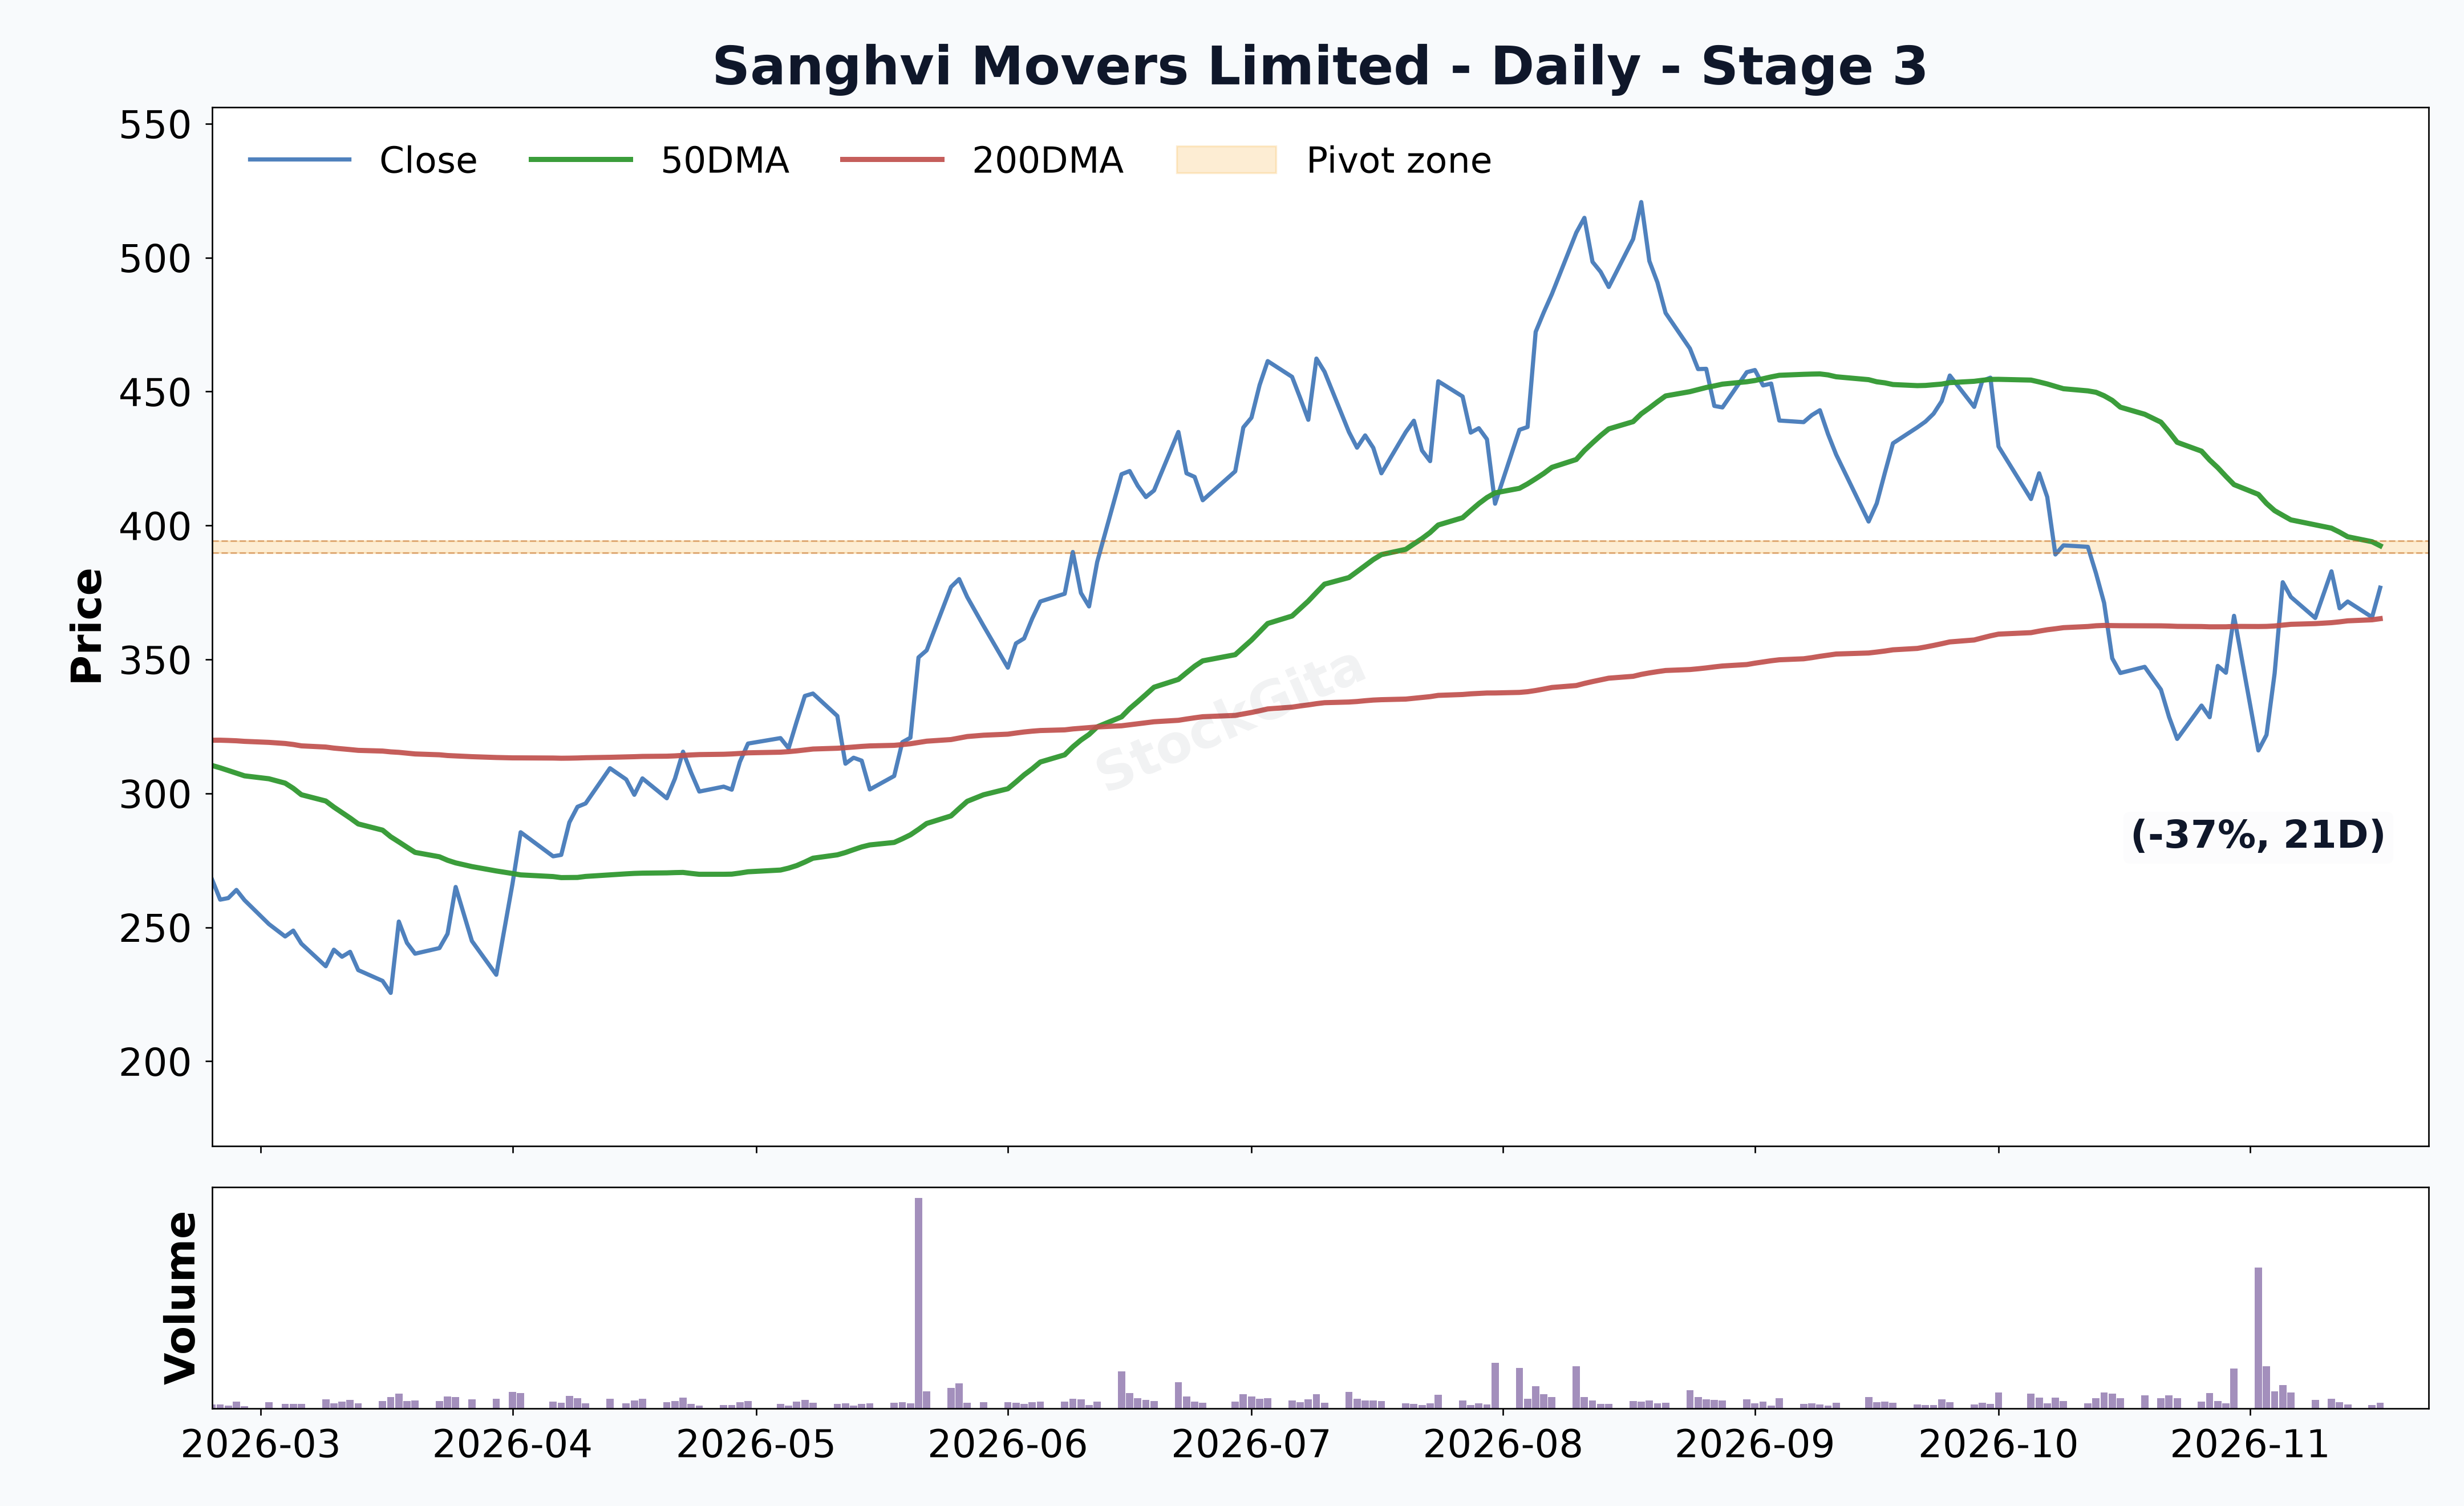 Sanghvi Movers Limited - Daily - Stage 3
Close
50DMA
200DMA
Pivot zone
Price
550
500
450
400
350
300
250
200
StockGita
(-37%, 21D)
Volume
2026-03
2026-04
2026-05
2026-06
2026-07
2026-08
2026-09
2026-10
2026-11